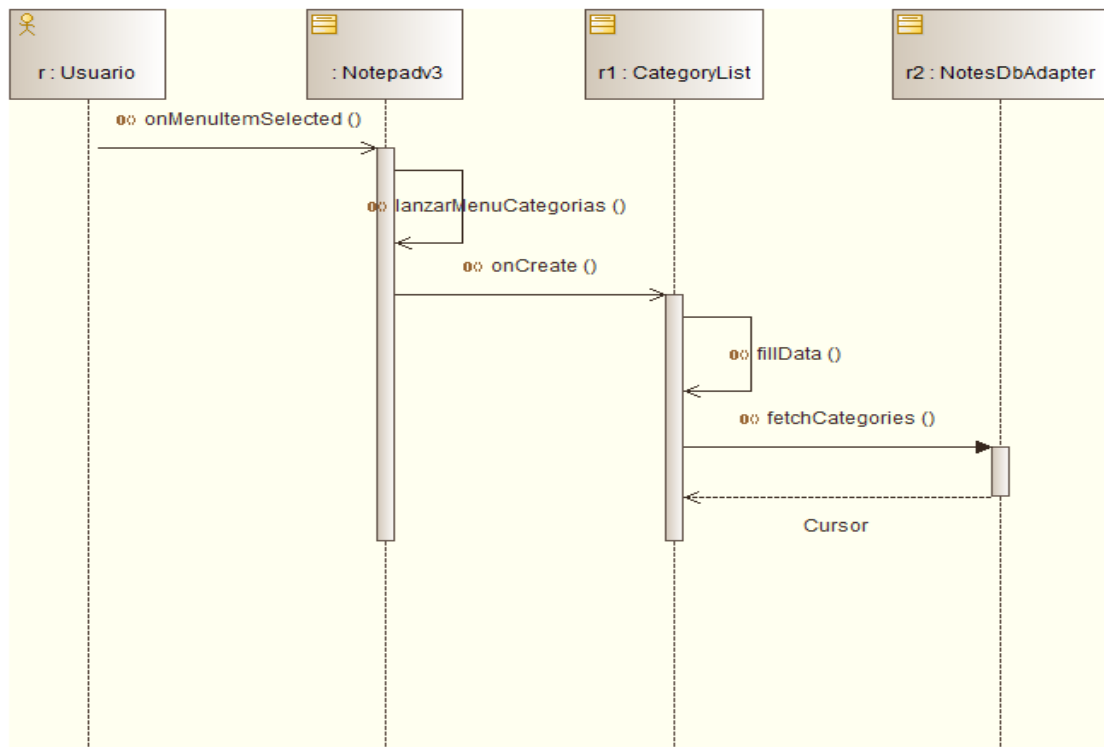 r : Usuario
: Notepadv3
r1 : CategoryList
r2 : NotesDbAdapter
onMenuItemSelected ()
lanzarMenuCategorias ()
onCreate ()
fillData ()
fetchCategories ()
Cursor